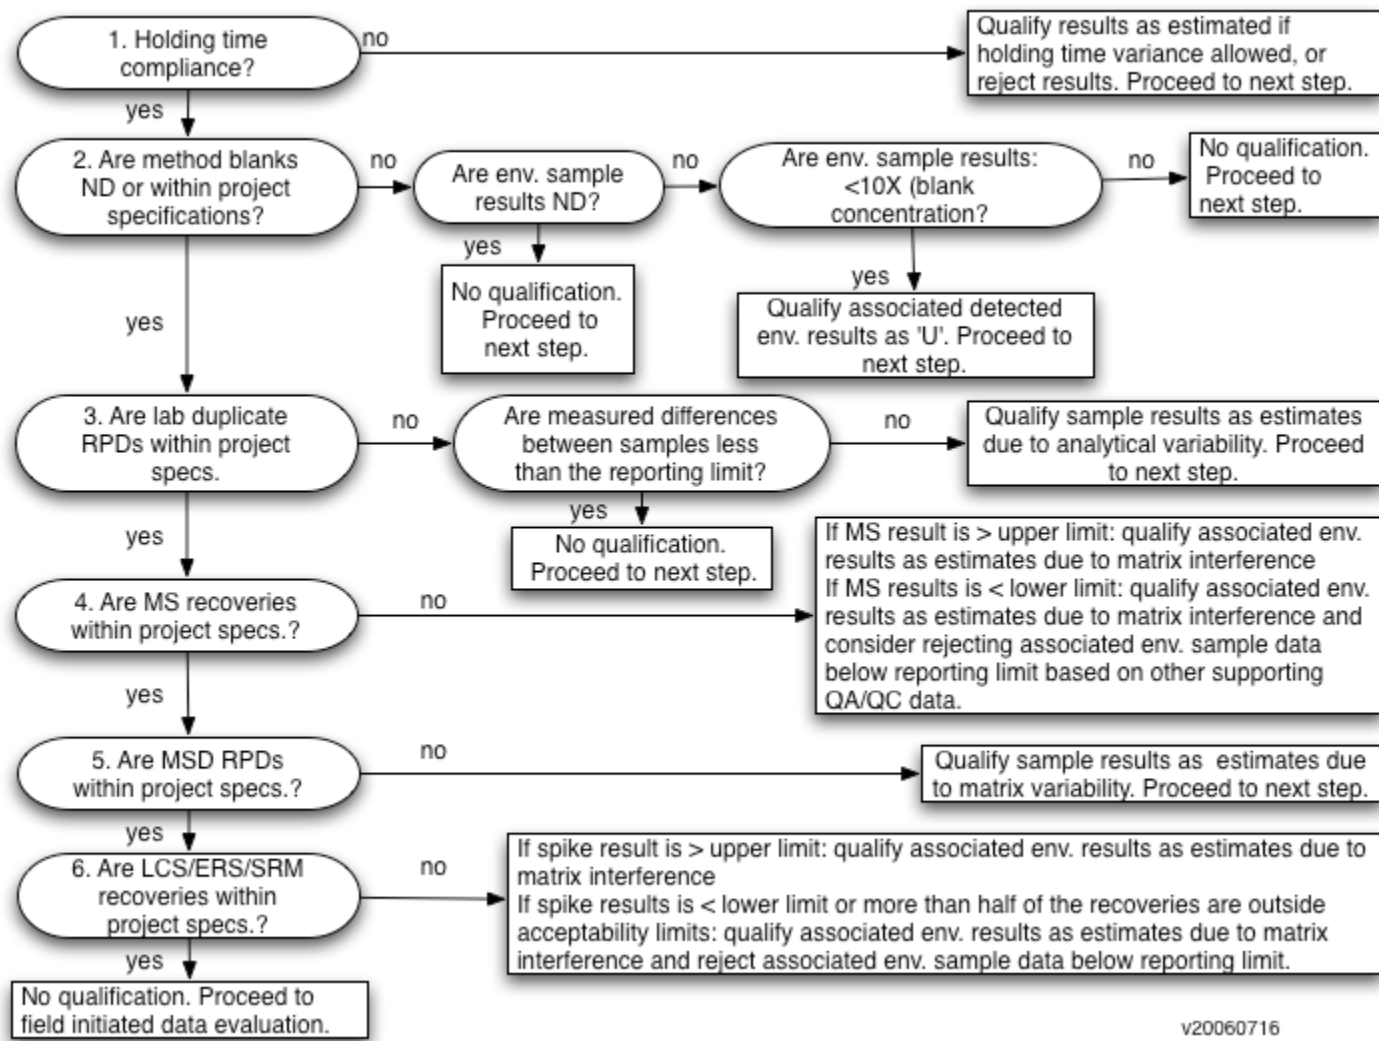 1. Holding time
compliance?
no
Qualify results as estimated if
holding time variance allowed, or
reject results. Proceed to next step.
yes
2. Are method blanks
ND or within project
specifications?
no
Are env. sample
results ND?
no
Are env. sample results:
<10X (blank
concentration?
no
No qualification.
Proceed to
next step.
yes
No qualification.
Proceed to
next step.
yes
Qualify associated detected
env. results as 'U'. Proceed to
next step.
yes
3. Are lab duplicate
RPDs within project
specs.
no
Are measured differences
between samples less
than the reporting limit?
no
Qualify sample results as estimates
due to analytical variability. Proceed
to next step.
yes
No qualification.
Proceed to next step.
yes
4. Are MS recoveries
within project specs.?
no
If MS result is > upper limit: qualify associated env.
results as estimates due to matrix interference
If MS results is < lower limit: qualify associated env.
results as estimates due to matrix interference and
consider rejecting associated env. sample data
below reporting limit based on other supporting
QA/QC data.
yes
5. Are MSD RPDs
within project specs.?
no
Qualify sample results as estimates due
to matrix variability. Proceed to next step.
yes
6. Are LCS/ERS/SRM
recoveries within
project specs.?
no
If spike result is > upper limit: qualify associated env. results as estimates due to
matrix interference
If spike results is < lower limit or more than half of the recoveries are outside
acceptability limits: qualify associated env. results as estimates due to matrix
interference and reject associated env. sample data below reporting limit.
yes
No qualification. Proceed to
field initiated data evaluation.
v20060716